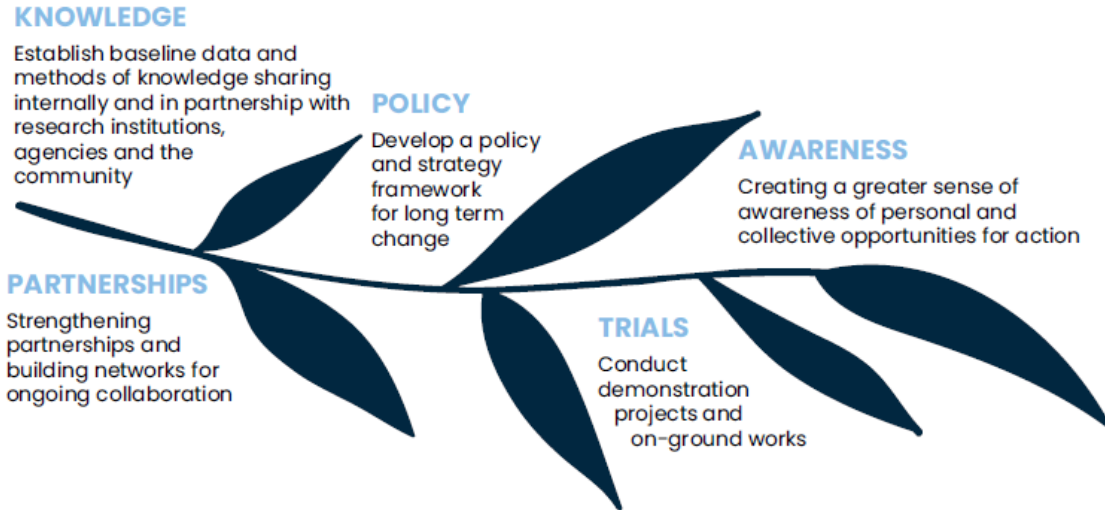 KNOWLEDGE
Establish baseline data and
methods of knowledge sharing
internally and in partnership with
research institutions,
agencies and the
community
POLICY
Develop a policy
and strategy
framework
for long term
change
AWARENESS
Creating a greater sense of
awareness of personal and
collective opportunities for action
PARTNERSHIPS
Strengthening
partnerships and
building networks for
ongoing collaboration
TRIALS
Conduct
demonstration
projects and
on-ground works